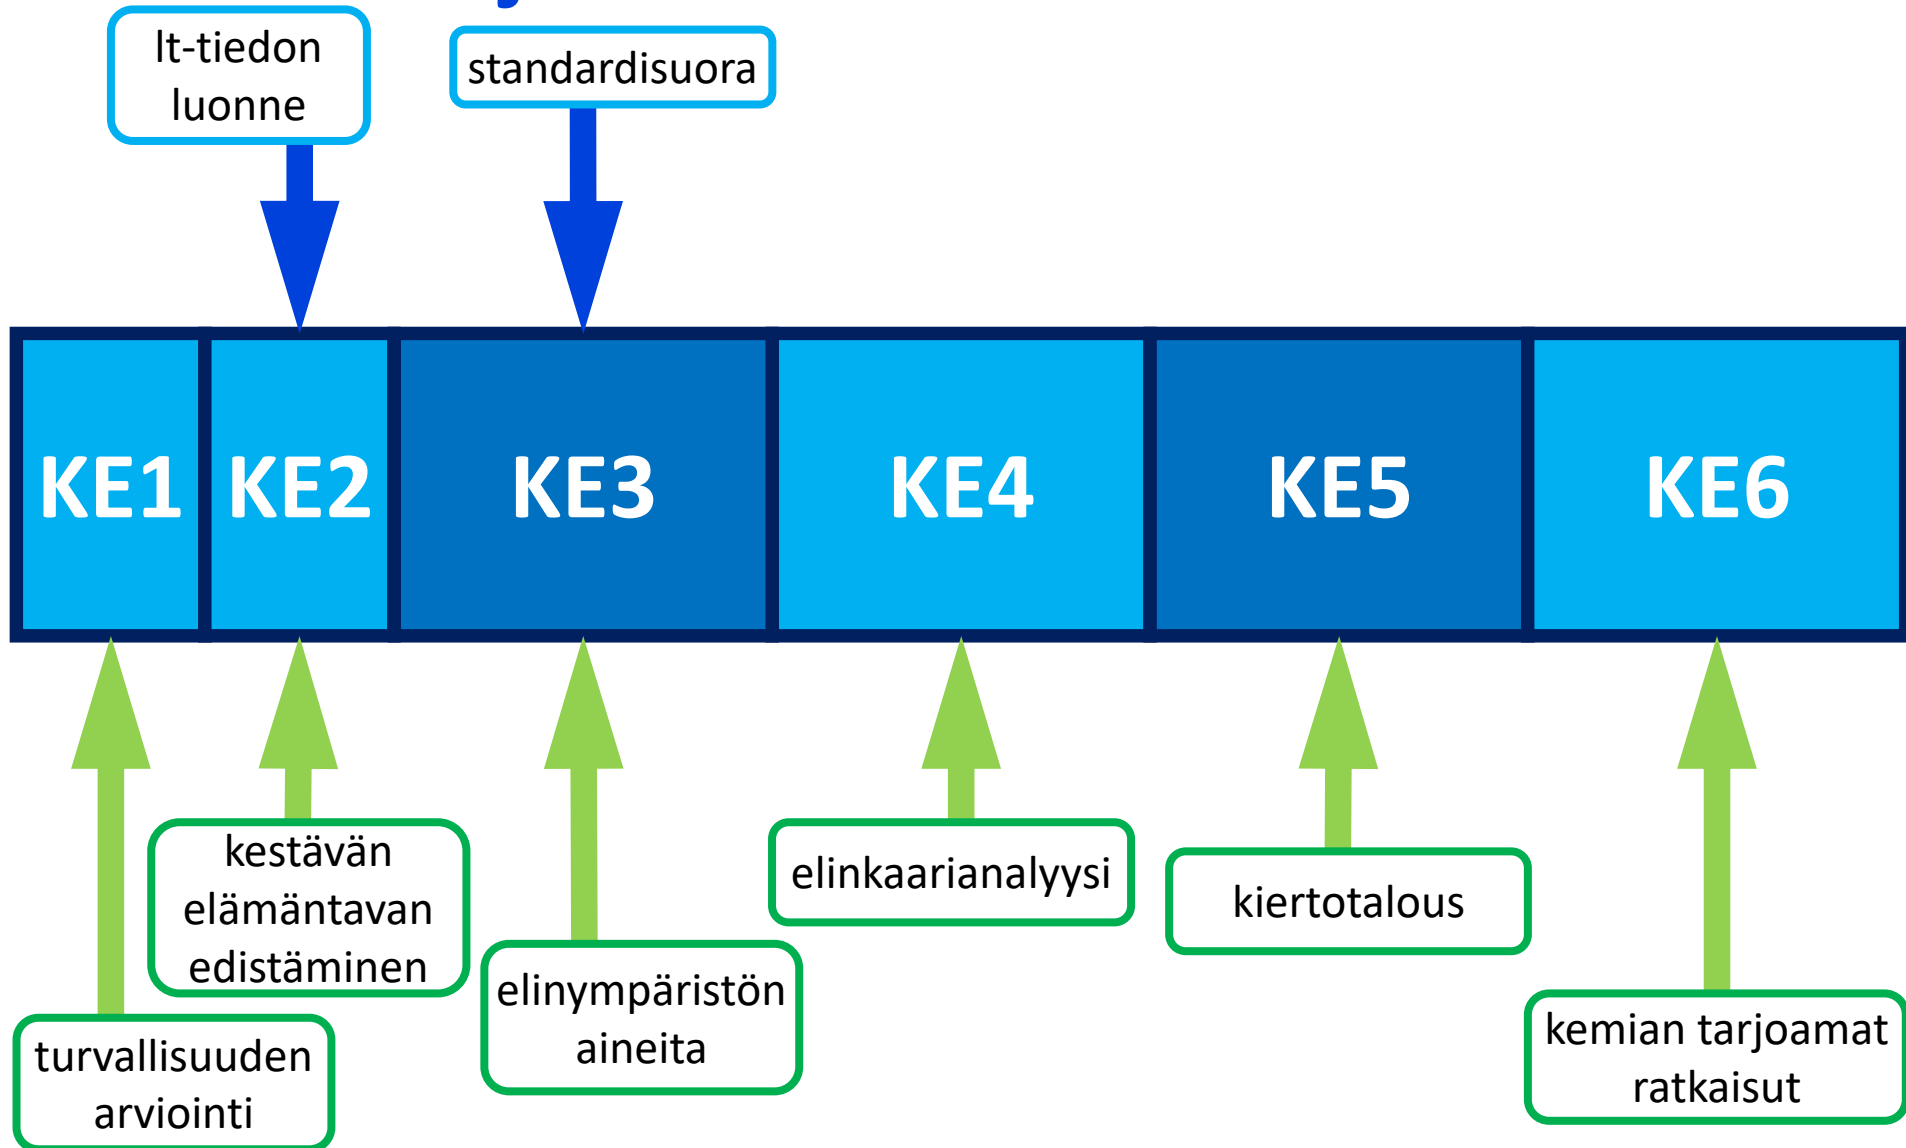 lt-tiedon
luonne
standardisuora
KE1 KE2 KE3 KE4 KE5 KE6
kestävän
elämäntavan
edistäminen
elinkaarianalyysi
kiertotalous
elinympäristön
aineita
turvallisuuden
arviointi
kemian tarjoamat
ratkaisut